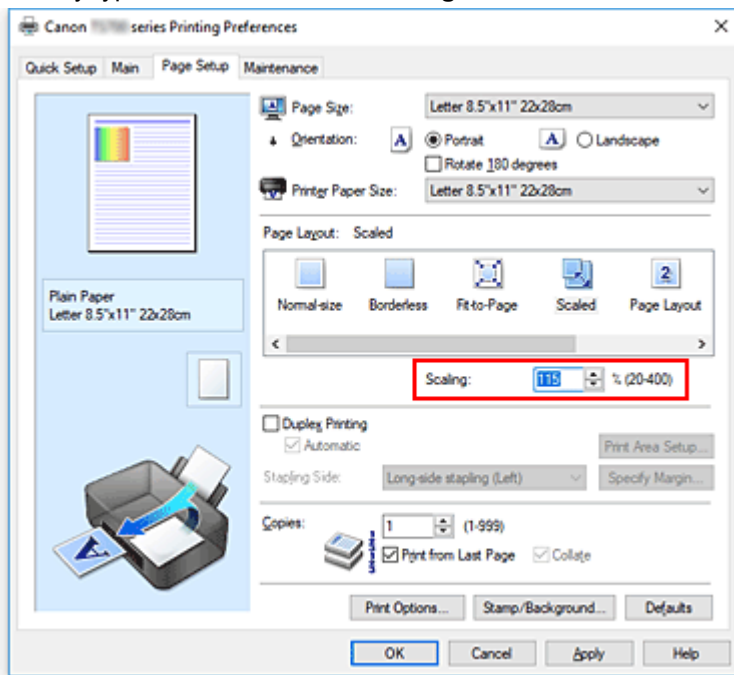 Canon series Printing Preferences
Quick Setup Main Page Setup Maintenance
Page Size: Letter 8.5"x11" 22x28cm
Orientation: A Portrait A Landscape
Rotate 180 degrees
Printer Paper Size: Letter 8.5"x11" 22x28cm
Page Layout: Scaled
Normal-size Borderless Fit-to-Page Scaled 2 Page Layout
Plain Paper
Letter 8.5"x11" 22x28cm
Scaling: 115 % (20-400)
Duplex Printing
Automatic
Print Area Setup...
Stapling Side: Long-side stapling (Left) Specify Margin...
Copies: 1 (1-999)
Print from Last Page Collate
Print Options... Stamp/Background... Defaults
OK Cancel Apply Help